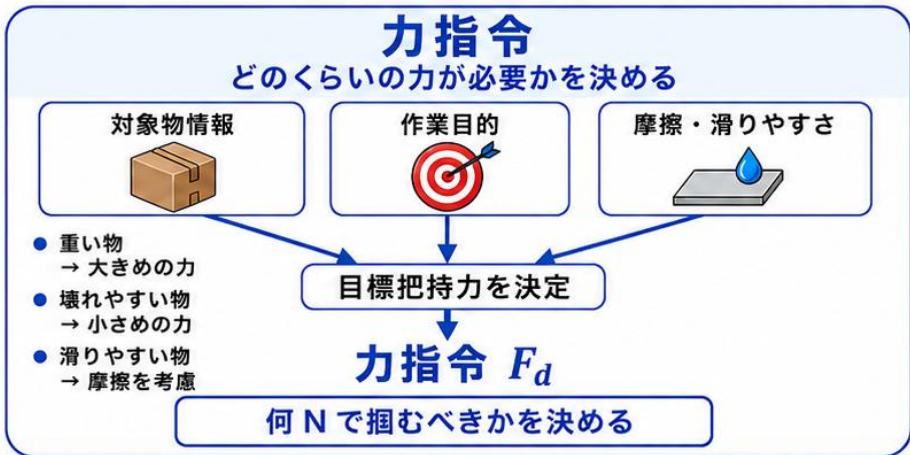 力指令
どのくらいの力が必要かを決める
対象物情報
作業目的
摩擦・滑りやすさ
● 重い物
→ 大きめの力
● 壊れやすい物
→ 小さめの力
● 滑りやすい物
→ 摩擦を考慮
目標把持力を決定
力指令 F_d
何 N で掴むべきかを決める